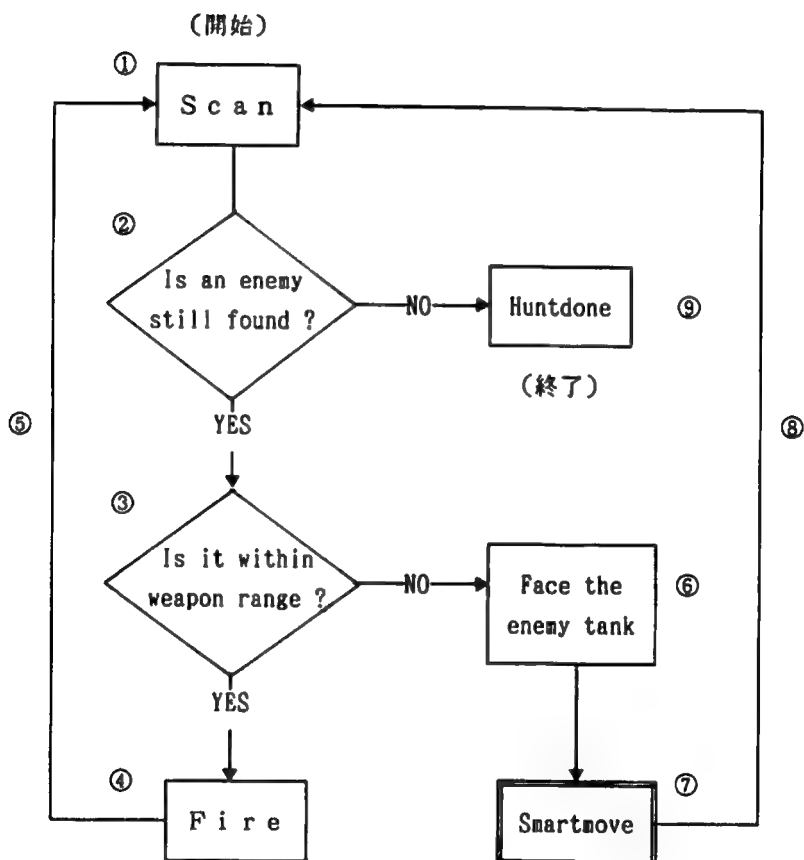 (開始)
①
Scan
②
Is an enemy
still found ?
NO
Huntdone
⑨
(終了)
YES
⑤
⑧
③
Is it within
weapon range ?
NO
Face the
enemy tank
⑥
YES
④
Fire
Smartmove
⑦